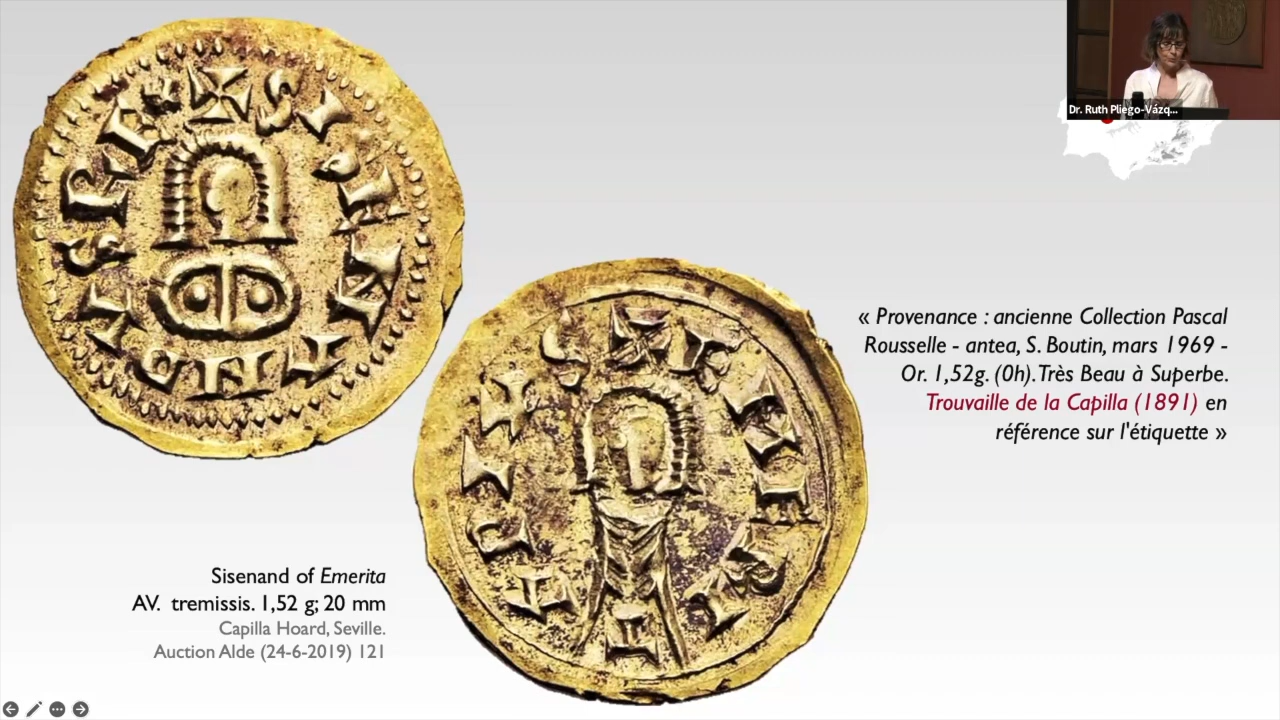 Dr. Ruth Pliego-Vázq...
« Provenance : ancienne Collection Pascal
Rousselle - antea, S. Boutin, mars 1969 -
Or. 1,52g. (0h). Très Beau à Superbe.
Trouvaille de la Capilla (1891) en
référence sur l'étiquette »
Sisenand of Emerita
AV. tremissis. 1,52 g; 20 mm
Capilla Hoard, Seville.
Auction Alde (24-6-2019) 121